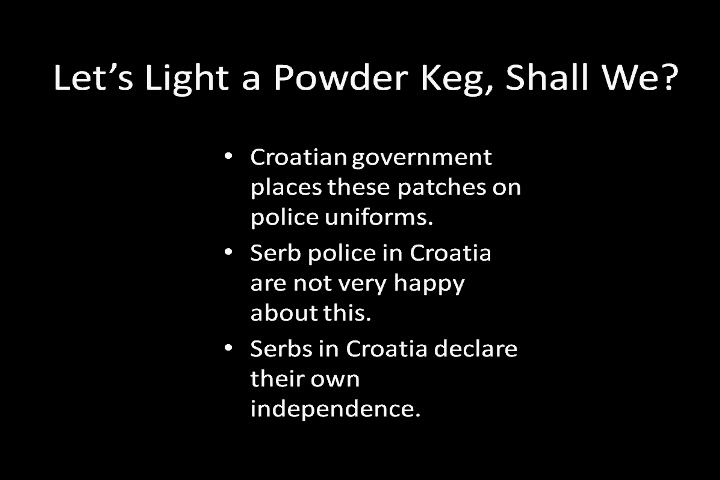 Let’s Light a Powder Keg, Shall We?
• Croatian government
places these patches on
police uniforms.
• Serb police in Croatia
are not very happy
about this.
• Serbs in Croatia declare
their own
independence.